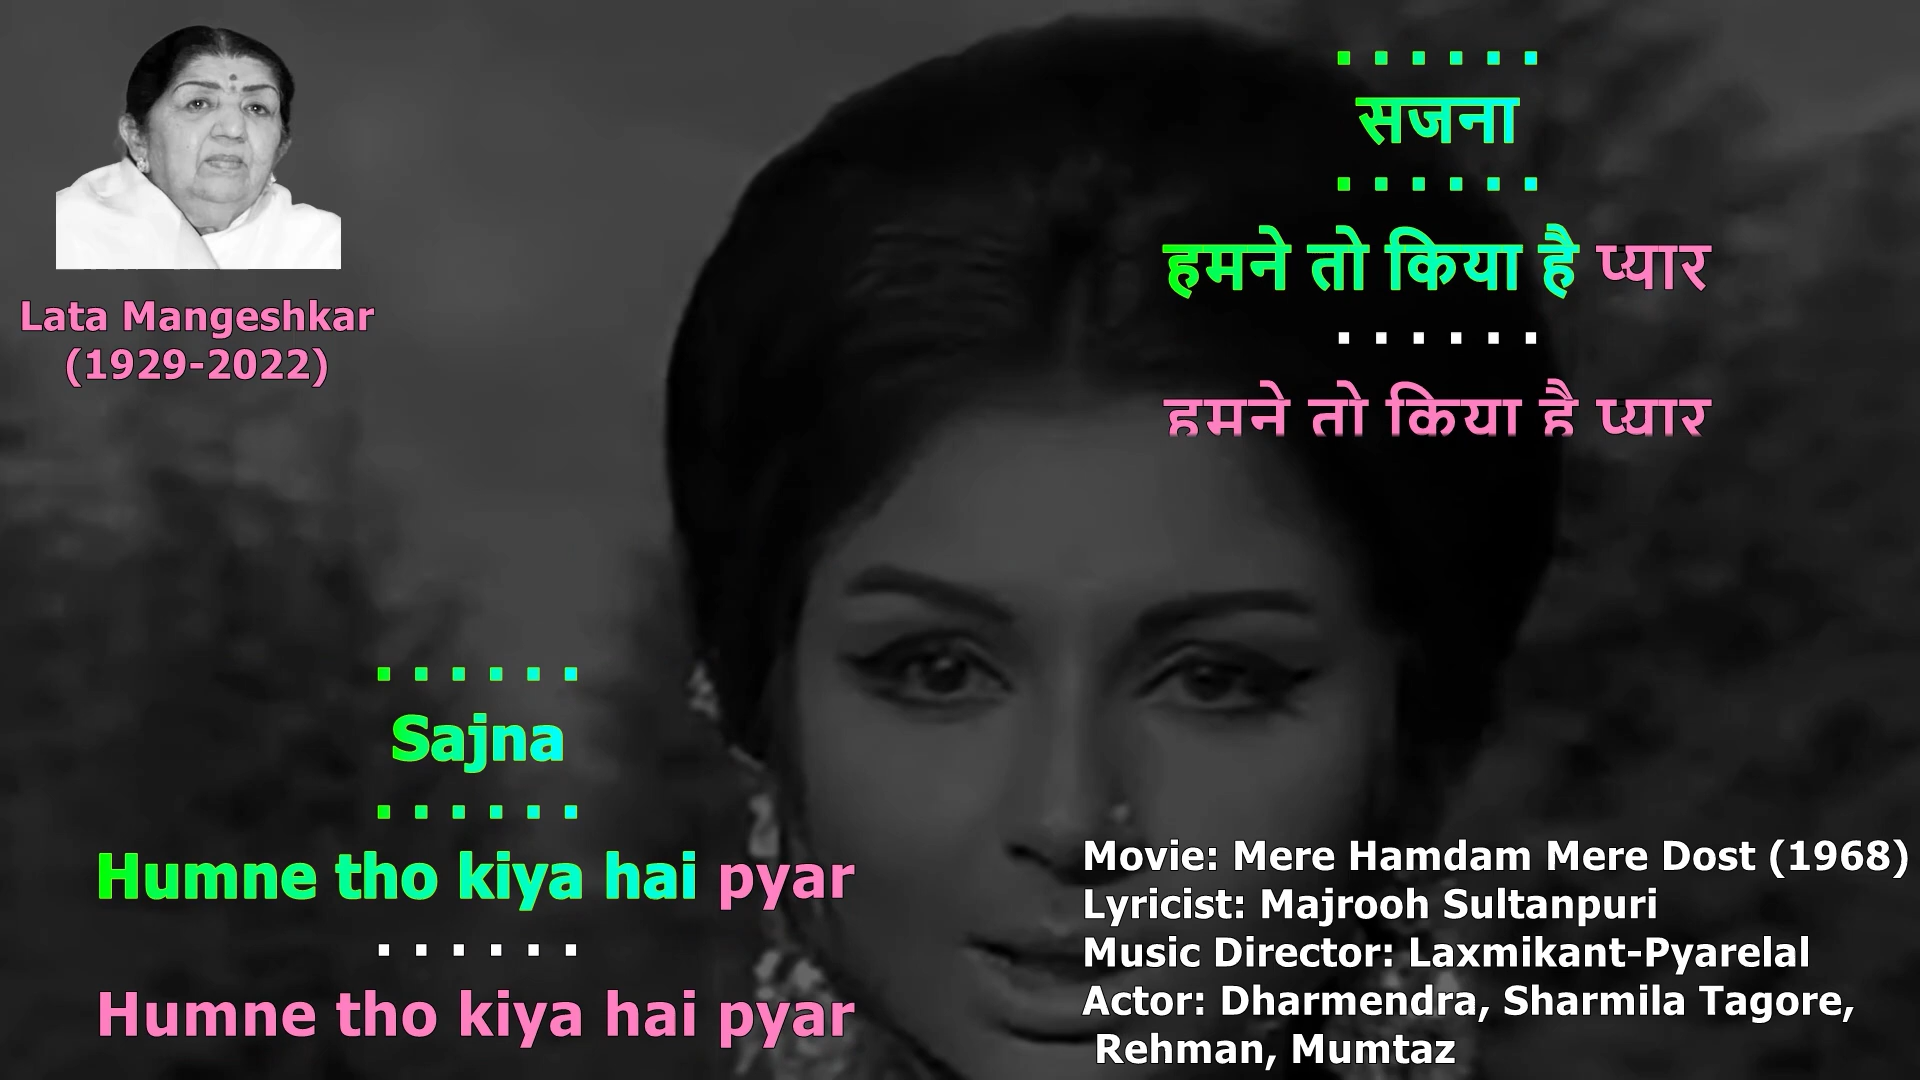 Lata Mangeshkar
(1929-2022)
......
सजना
......
हमने तो किया है प्यार
......
हमने तो किया है प्यार
......
Sajna
......
Humne tho kiya hai pyar
......
Humne tho kiya hai pyar
Movie: Mere Hamdam Mere Dost (1968)
Lyricist: Majrooh Sultanpuri
Music Director: Laxmikant-Pyarelal
Actor: Dharmendra, Sharmila Tagore,
Rehman, Mumtaz